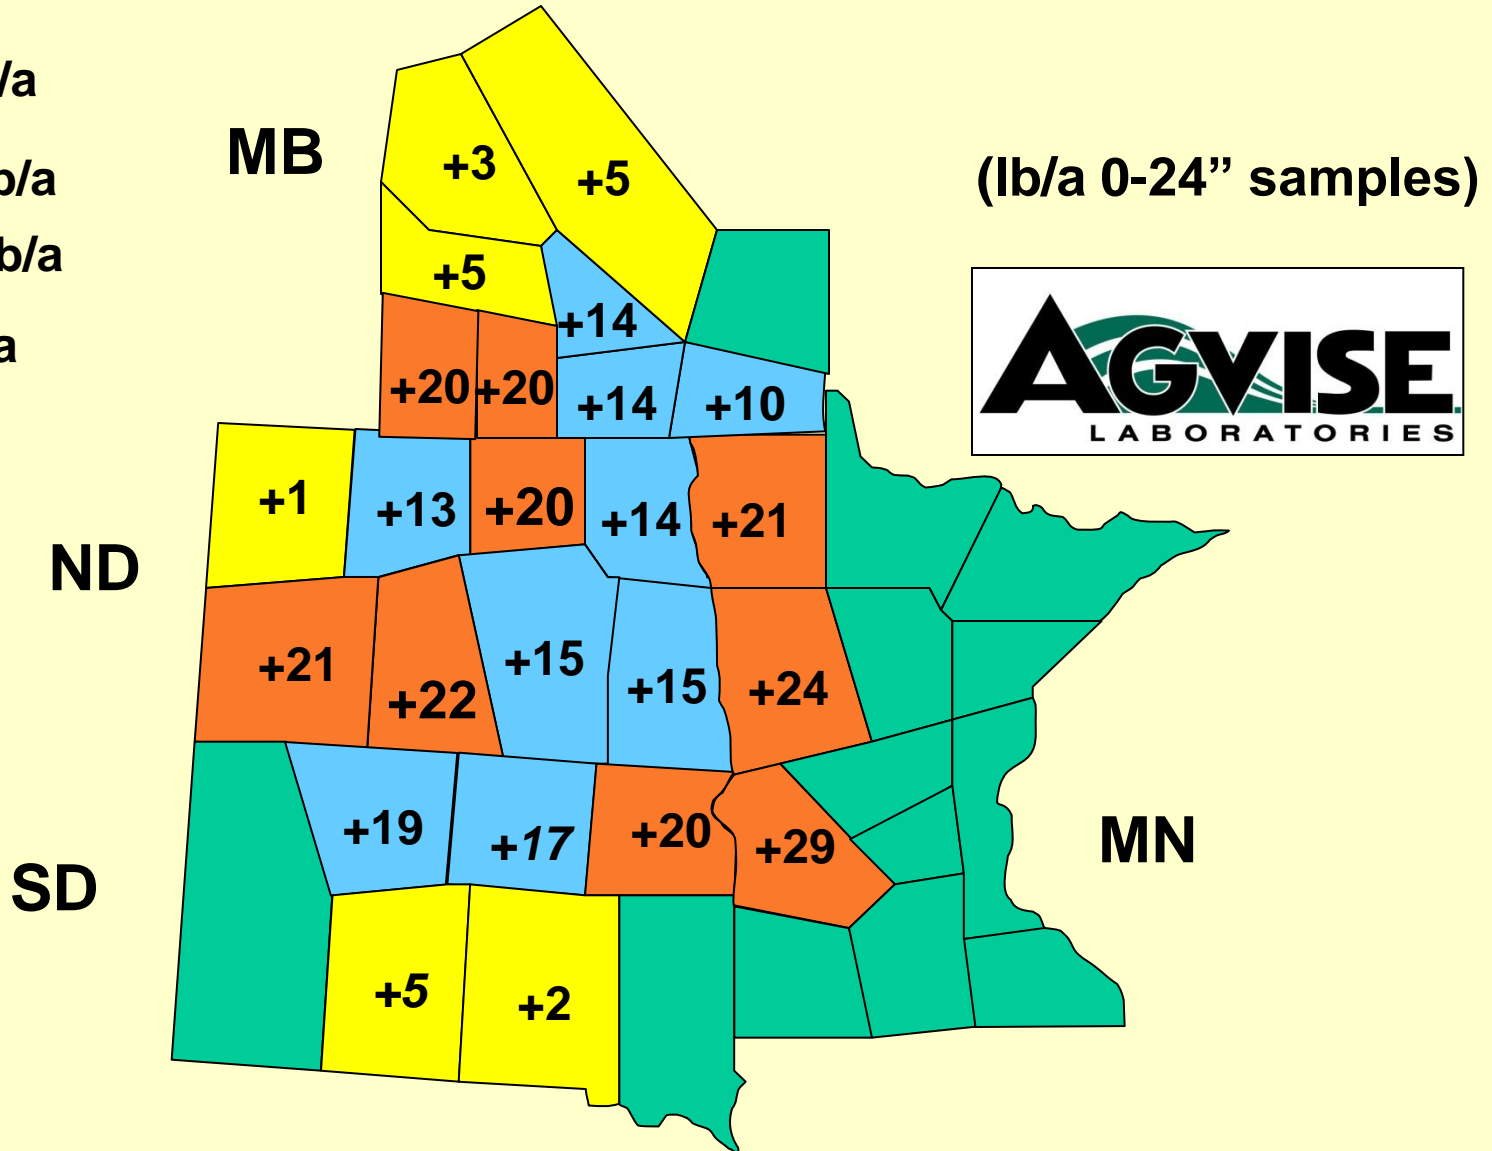 /a
MB
+3
+5
(lb/a 0-24” samples)
b/a
b/a
+5
+14
a
+20
+20
+14
+10
AGVISE
LABORATORIES
+1
+13
+20
+14
+21
ND
+21
+22
+15
+15
+24
+19
+17
+20
+29
MN
SD
+5
+2